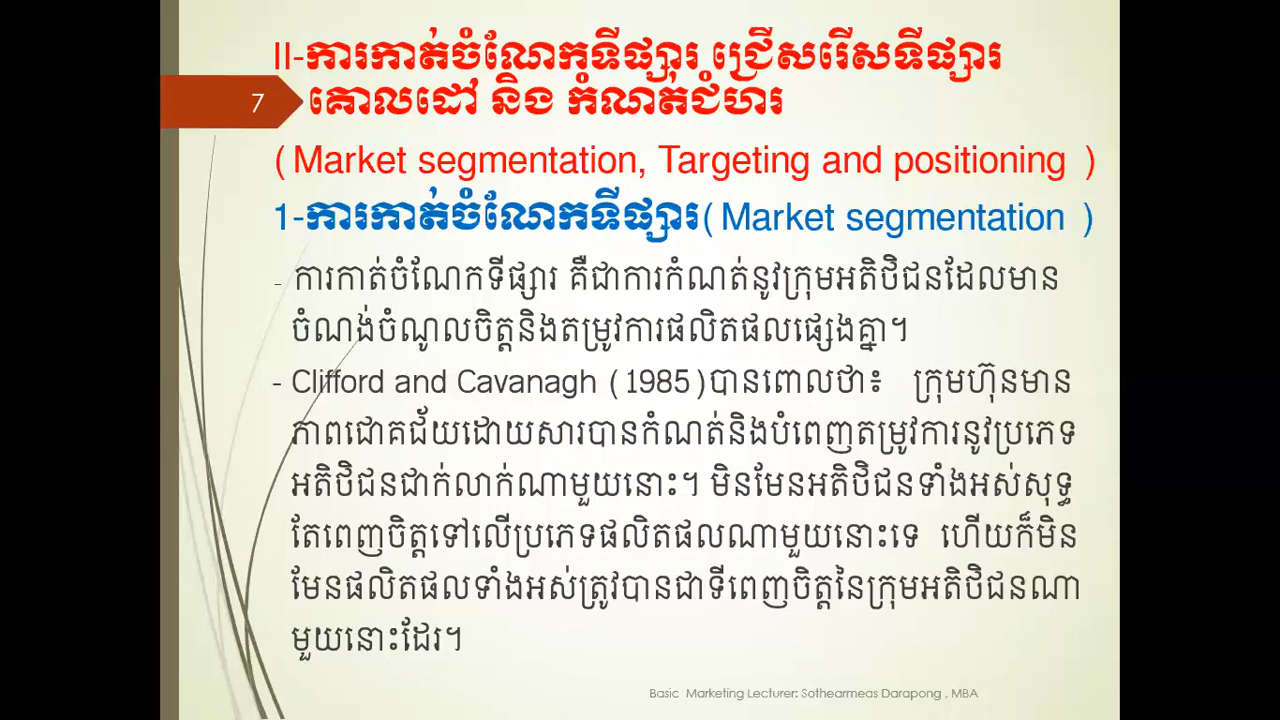 II-ការកាត់ចំណែកទីផ្សារ ជ្រើសរើសទីផ្សារ
7
គោលដៅ និង កំណត់ជំហរ
(Market segmentation, Targeting and positioning )
1-ការកាត់ចំណែកទីផ្សារ(Market segmentation )
- ការកាត់ចំណែកទីផ្សារ គឺជាការកំណត់នូវក្រុមអតិថិជនដែលមាន
ចំណង់ចំណូលចិត្តនិងតម្រូវការផលិតផលផ្សេងគ្នា។
- Clifford and Cavanagh (1985)បានពោលថា៖ ក្រុមហ៊ុនមាន
ភាពជោគជ័យដោយសារបានកំណត់និងបំពេញតម្រូវការនូវប្រភេទ
អតិថិជនជាក់លាក់ណាមួយនោះ។ មិនមែនអតិថិជនទាំងអស់សុទ្ធ
តែពេញចិត្តទៅលើប្រភេទផលិតផលណាមួយនោះទេ ហើយក៏មិន
មែនផលិតផលទាំងអស់ត្រូវបានជាទីពេញចិត្តនៃក្រុមអតិថិជនណា
មួយនោះដែរ។
Basic Marketing Lecturer: Sothearmeas Darapong , MBA